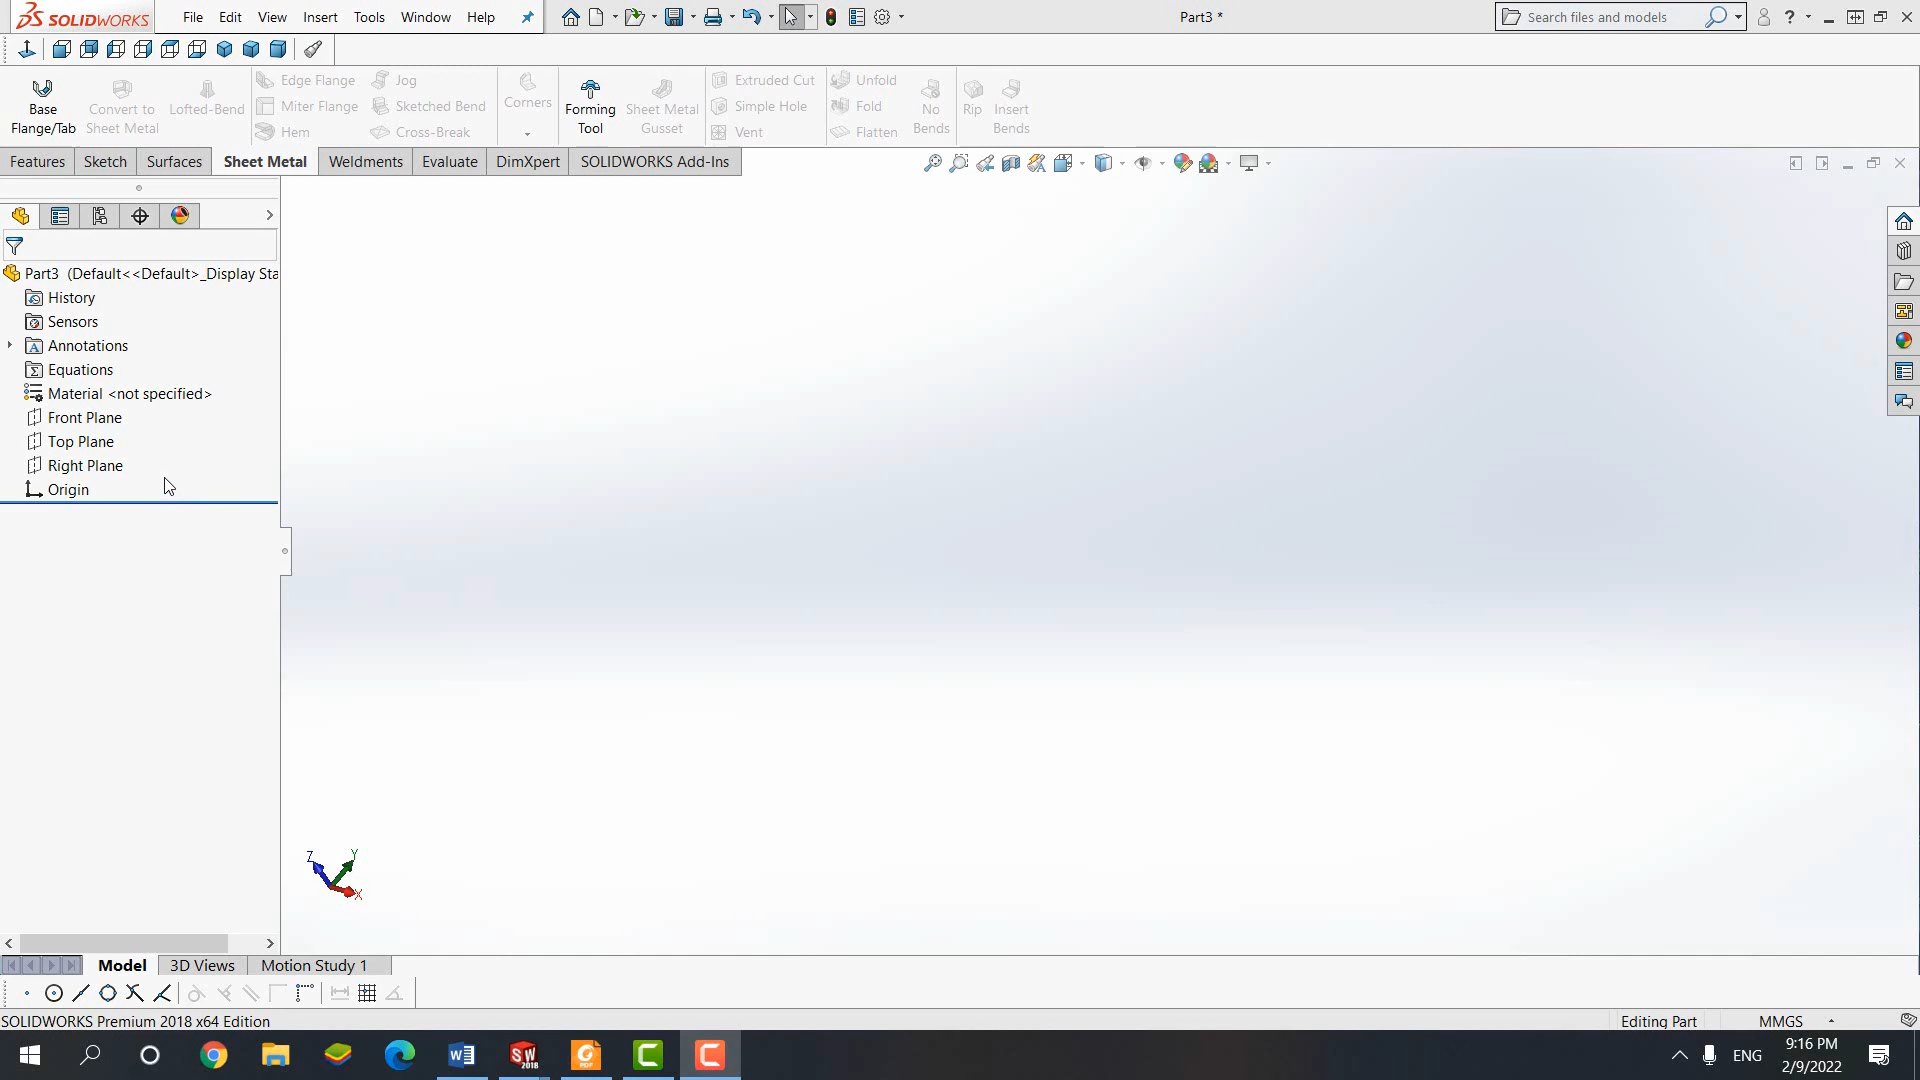 SOLIDWORKS File Edit View Insert Tools Window Help Part3 * Search files and models ?
Edge Flange Jog Extruded Cut Unfold
Base Flange/Tab Convert to Sheet Metal Lofted-Bend Miter Flange Sketched Bend Corners Forming Tool Sheet Metal Gusset Simple Hole Fold No Bends Rip Insert Bends
Hem Cross-Break Vent Flatten
Features Sketch Surfaces Sheet Metal Weldments Evaluate DimXpert SOLIDWORKS Add-Ins
Part3 (Default<<Default>_Display Sta
History
Sensors
Annotations
Equations
Material <not specified>
Front Plane
Top Plane
Right Plane
Origin
Z Y
X
Model 3D Views Motion Study 1
SOLIDWORKS Premium 2018 x64 Edition Editing Part MMGS
9:16 PM
ENG
2/9/2022